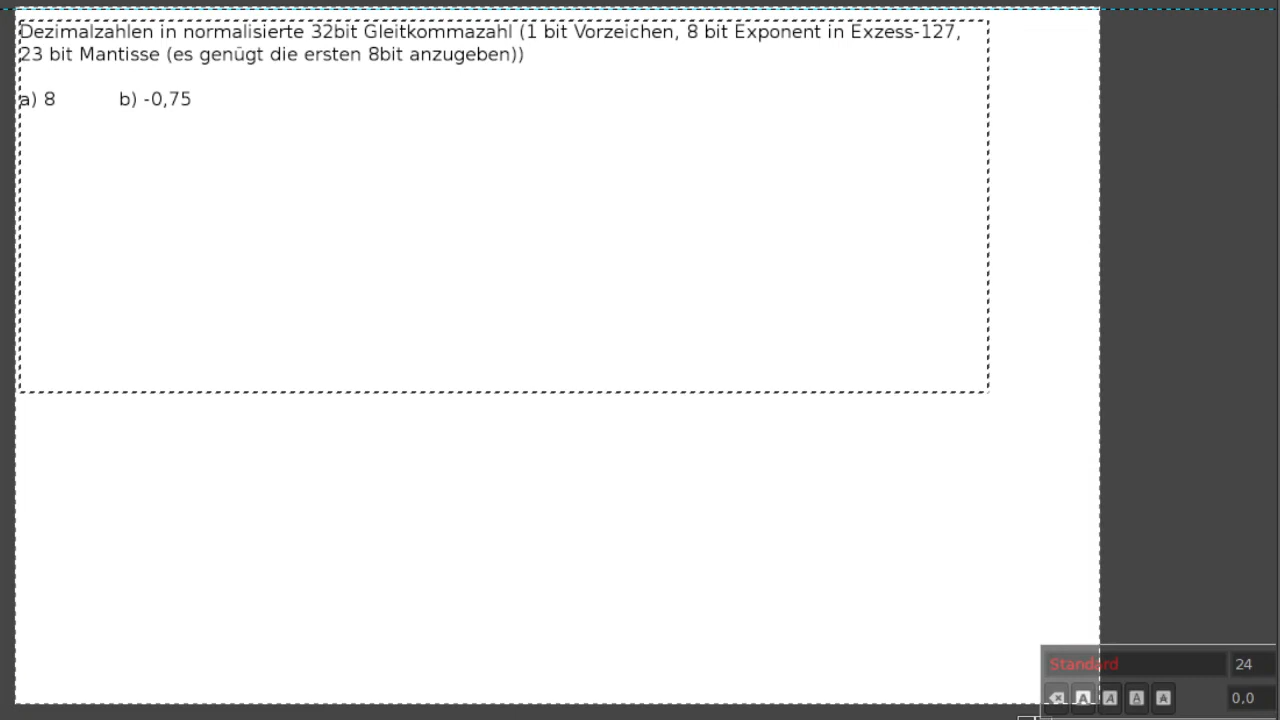 Dezimalzahlen in normalisierte 32bit Gleitkommazahl (1 bit Vorzeichen, 8 bit Exponent in Exzess-127,
23 bit Mantisse (es genügt die ersten 8bit anzugeben))
a) 8 b) -0,75
Standard 24
A A A A 0,0